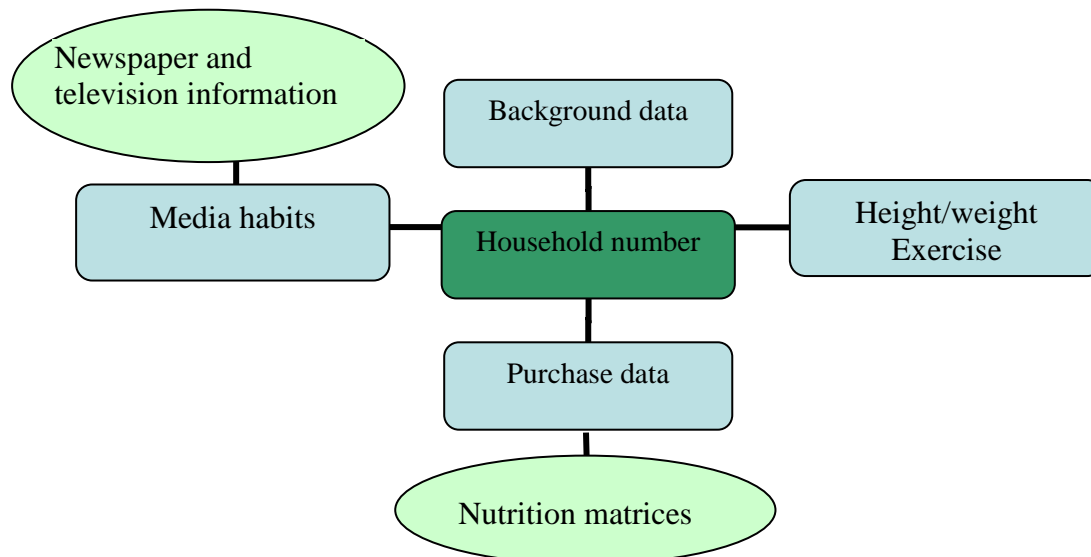 Newspaper and
television information
Background data
Media habits
Household number
Height/weight
Exercise
Purchase data
Nutrition matrices